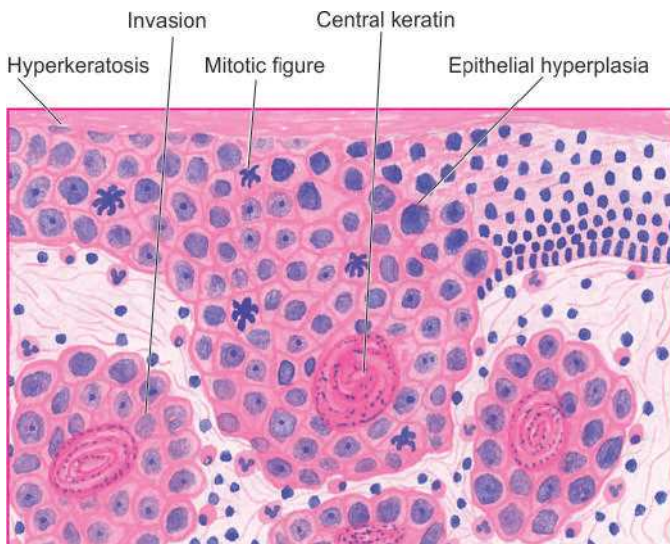 Invasion
Central keratin
Hyperkeratosis
Mitotic figure
Epithelial hyperplasia